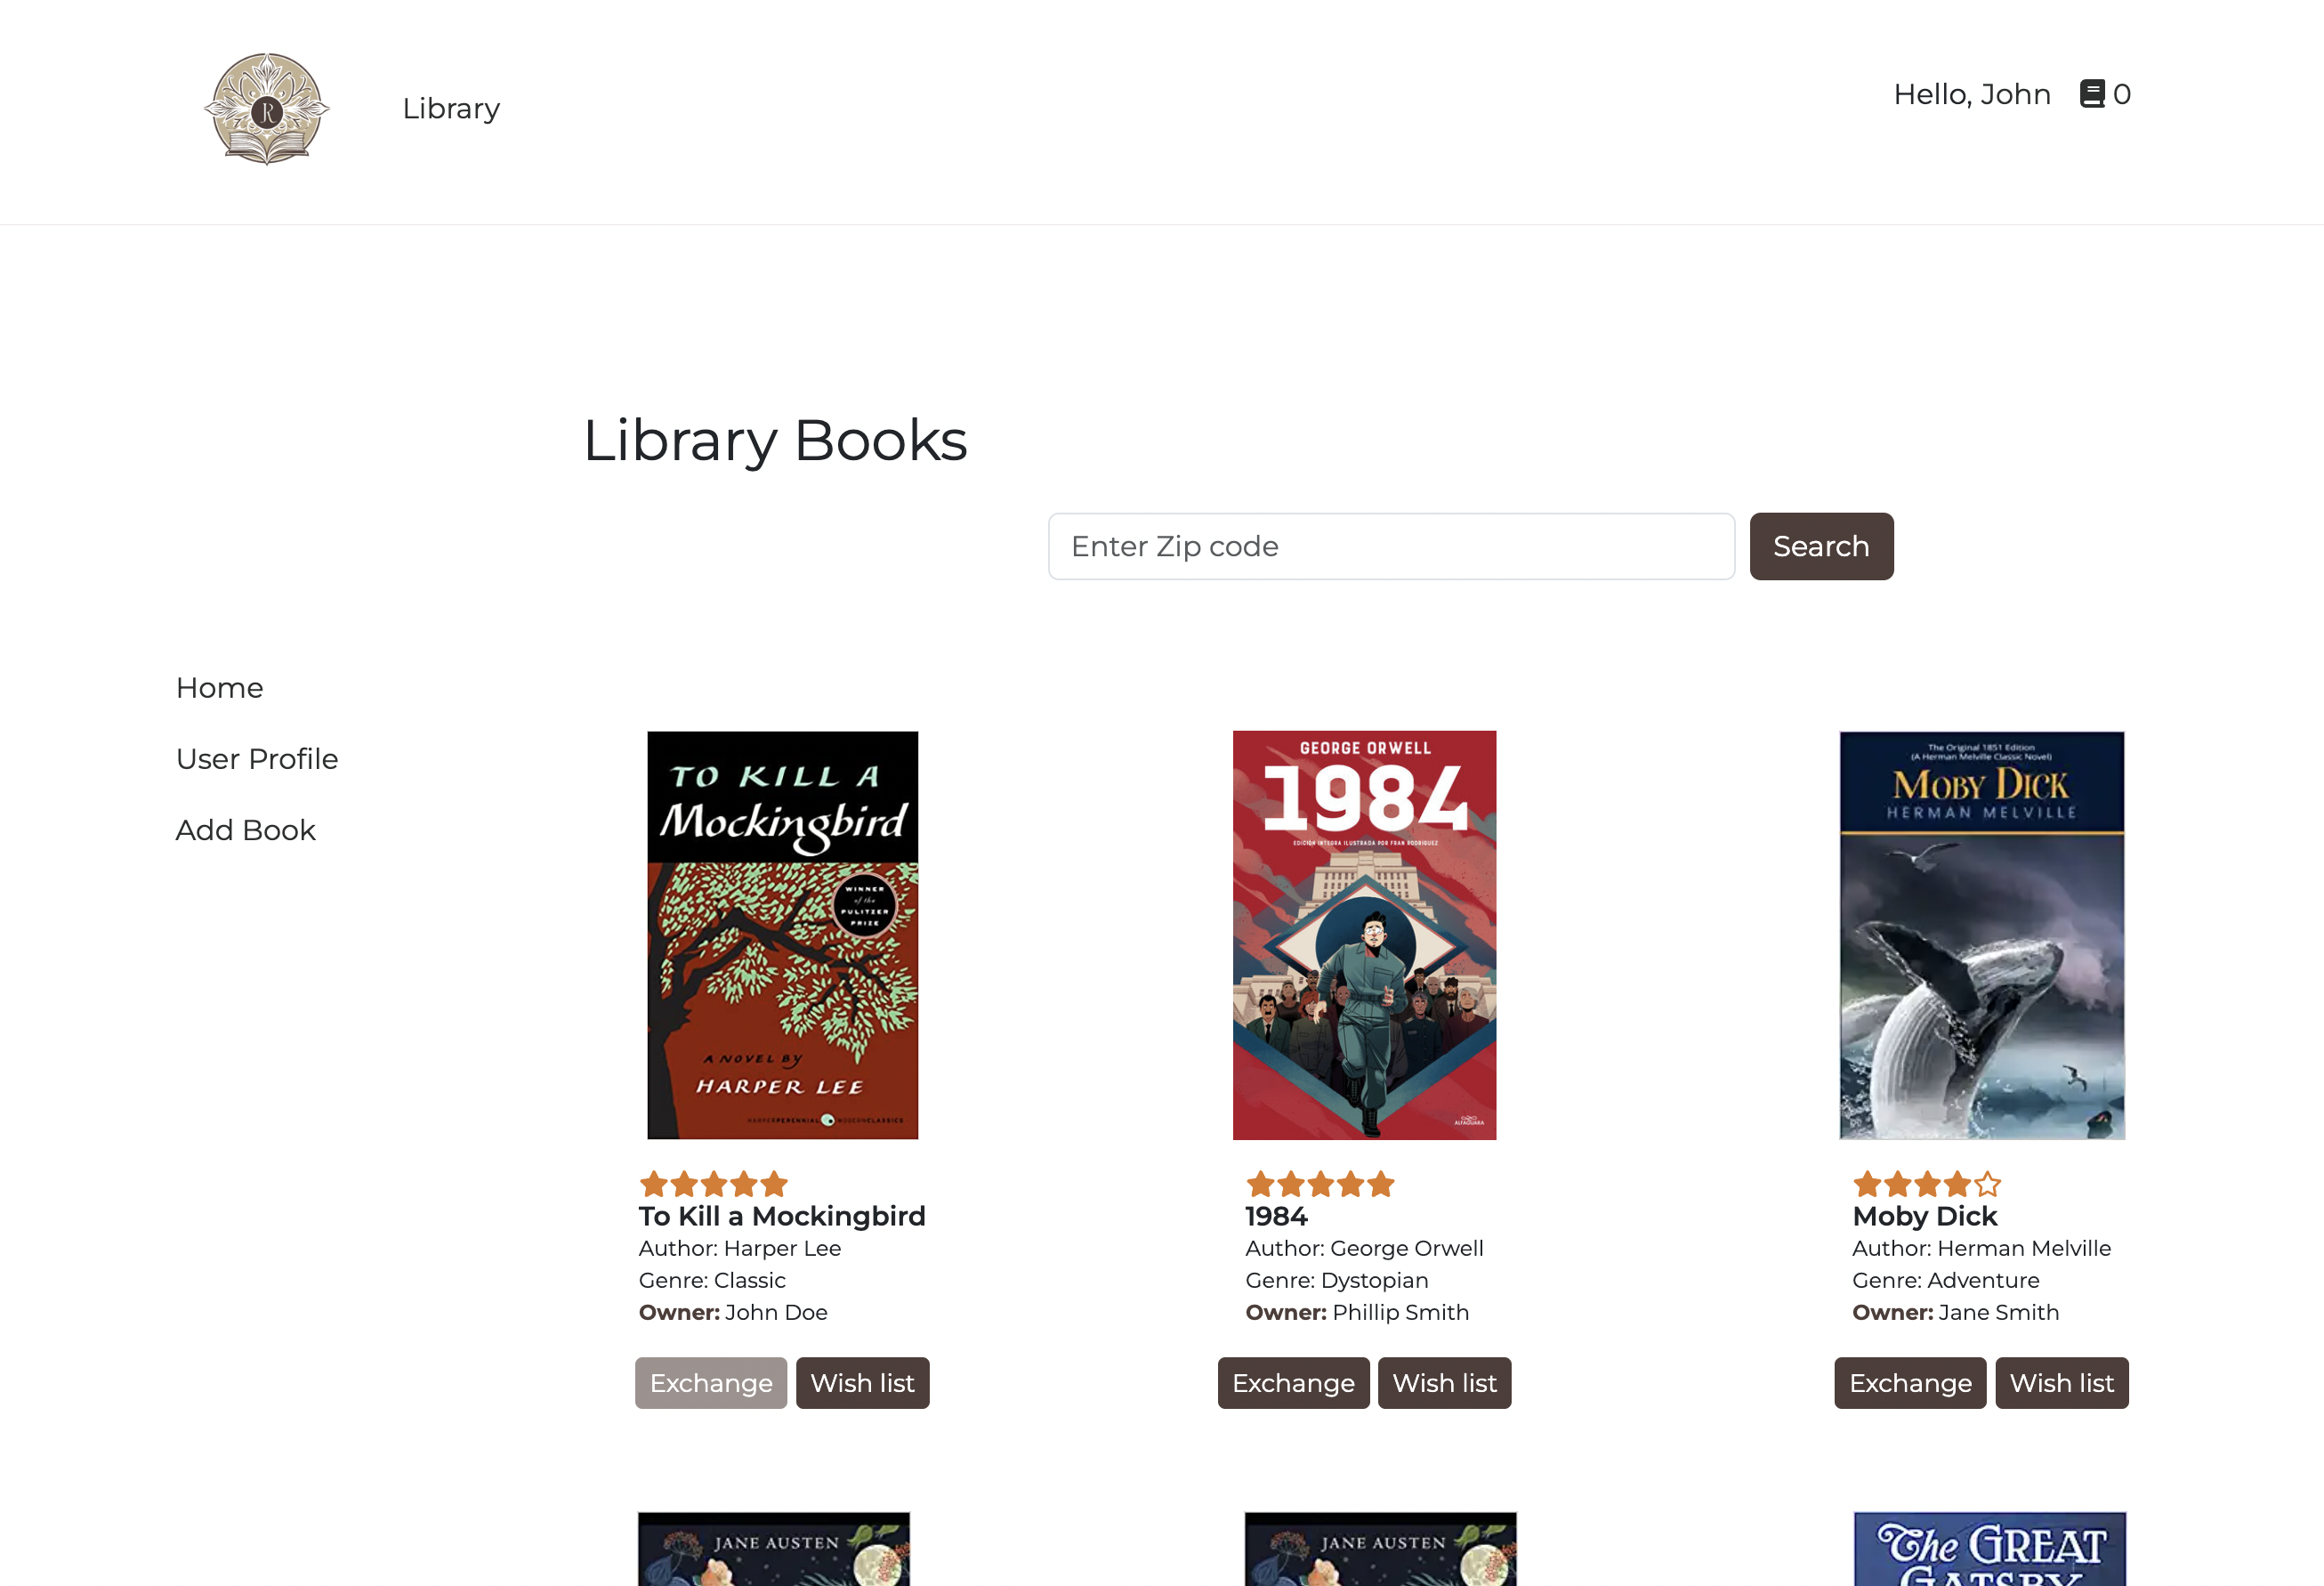 JR
Library
Hello, John
0
Library Books
Enter Zip code
Search
Home
User Profile
Add Book
TO KILL A
Mockingbird
WINNER
of the
PULITZER
PRIZE
A NOVEL BY
HARPER LEE
HARPERPERENNIAL MODERNCLASSICS
GEORGE ORWELL
1984
EDICIÓN ÍNTEGRA ILUSTRADA POR FRAN RODRÍGUEZ
ALFAGUARA
The Original 1851 Edition
(A Herman Melville Classic Novel)
MOBY DICK
HERMAN MELVILLE
To Kill a Mockingbird
Author: Harper Lee
Genre: Classic
Owner: John Doe
Exchange
Wish list
1984
Author: George Orwell
Genre: Dystopian
Owner: Phillip Smith
Exchange
Wish list
Moby Dick
Author: Herman Melville
Genre: Adventure
Owner: Jane Smith
Exchange
Wish list
JANE AUSTEN
JANE AUSTEN
The GREAT
GATSBY